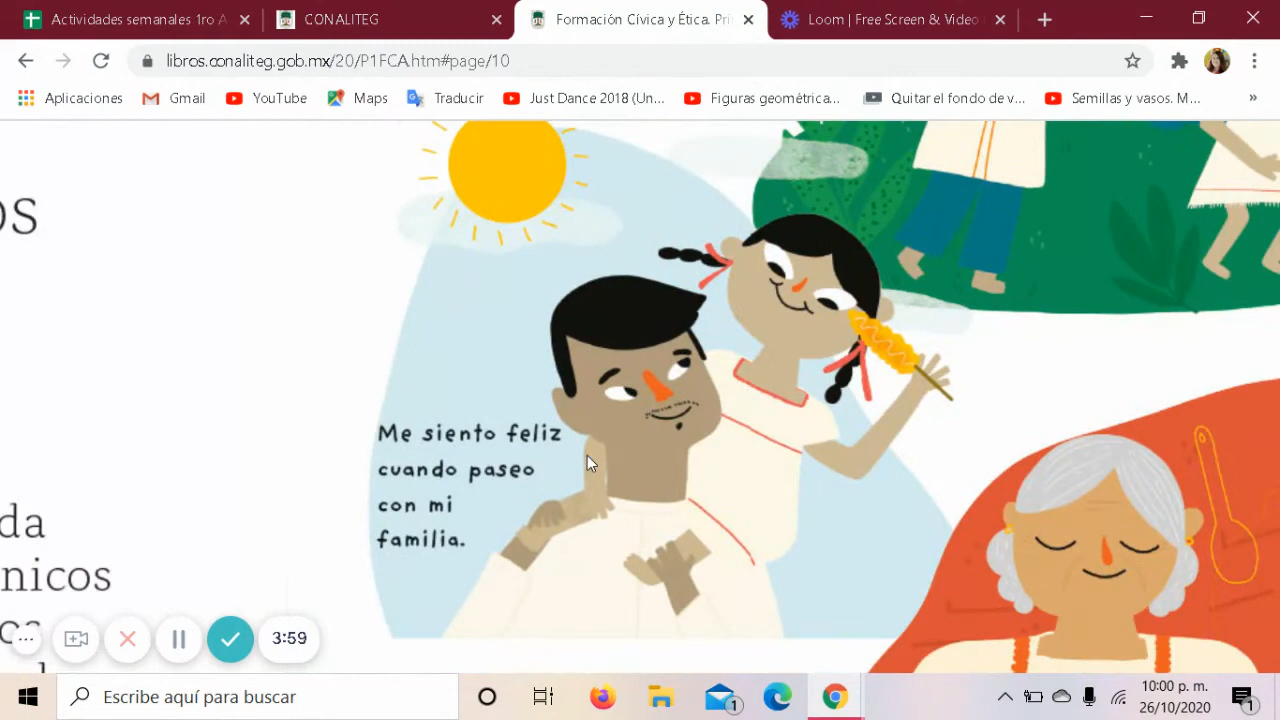 Actividades semanales 1ro A
CONALITEG
Formación Cívica y Ética. Pri
Loom | Free Screen & Video
libros.conaliteg.gob.mx/20/P1FCA.htm#page/10
Aplicaciones
Gmail
YouTube
Maps
Traducir
Just Dance 2018 (Un...
Figuras geométrica...
Quitar el fondo de v...
Semillas y vasos. M...
os
Me siento feliz
cuando paseo
con mi
familia.
da
nicos
3:59
Escribe aquí para buscar
1
10:00 p. m.
26/10/2020
1